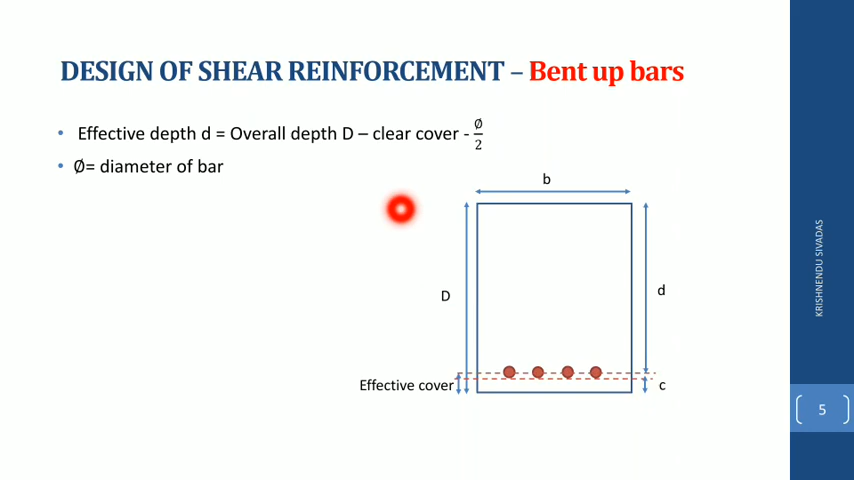 DESIGN OF SHEAR REINFORCEMENT – Bent up bars
• Effective depth d = Overall depth D – clear cover - ∅/2
• ∅= diameter of bar
b
D
d
Effective cover
c
KRISHNENDU SIVADAS
5